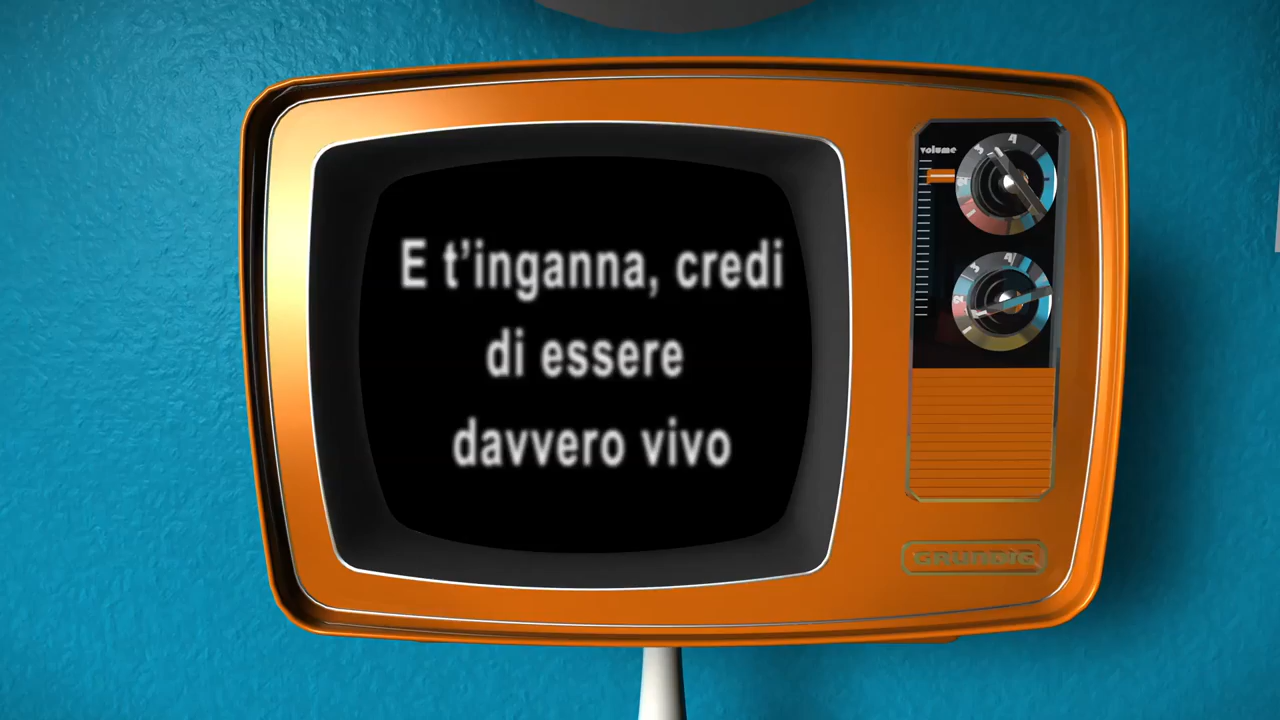 E t’inganna, credi
di essere
davvero vivo
volume
GRUNDIG